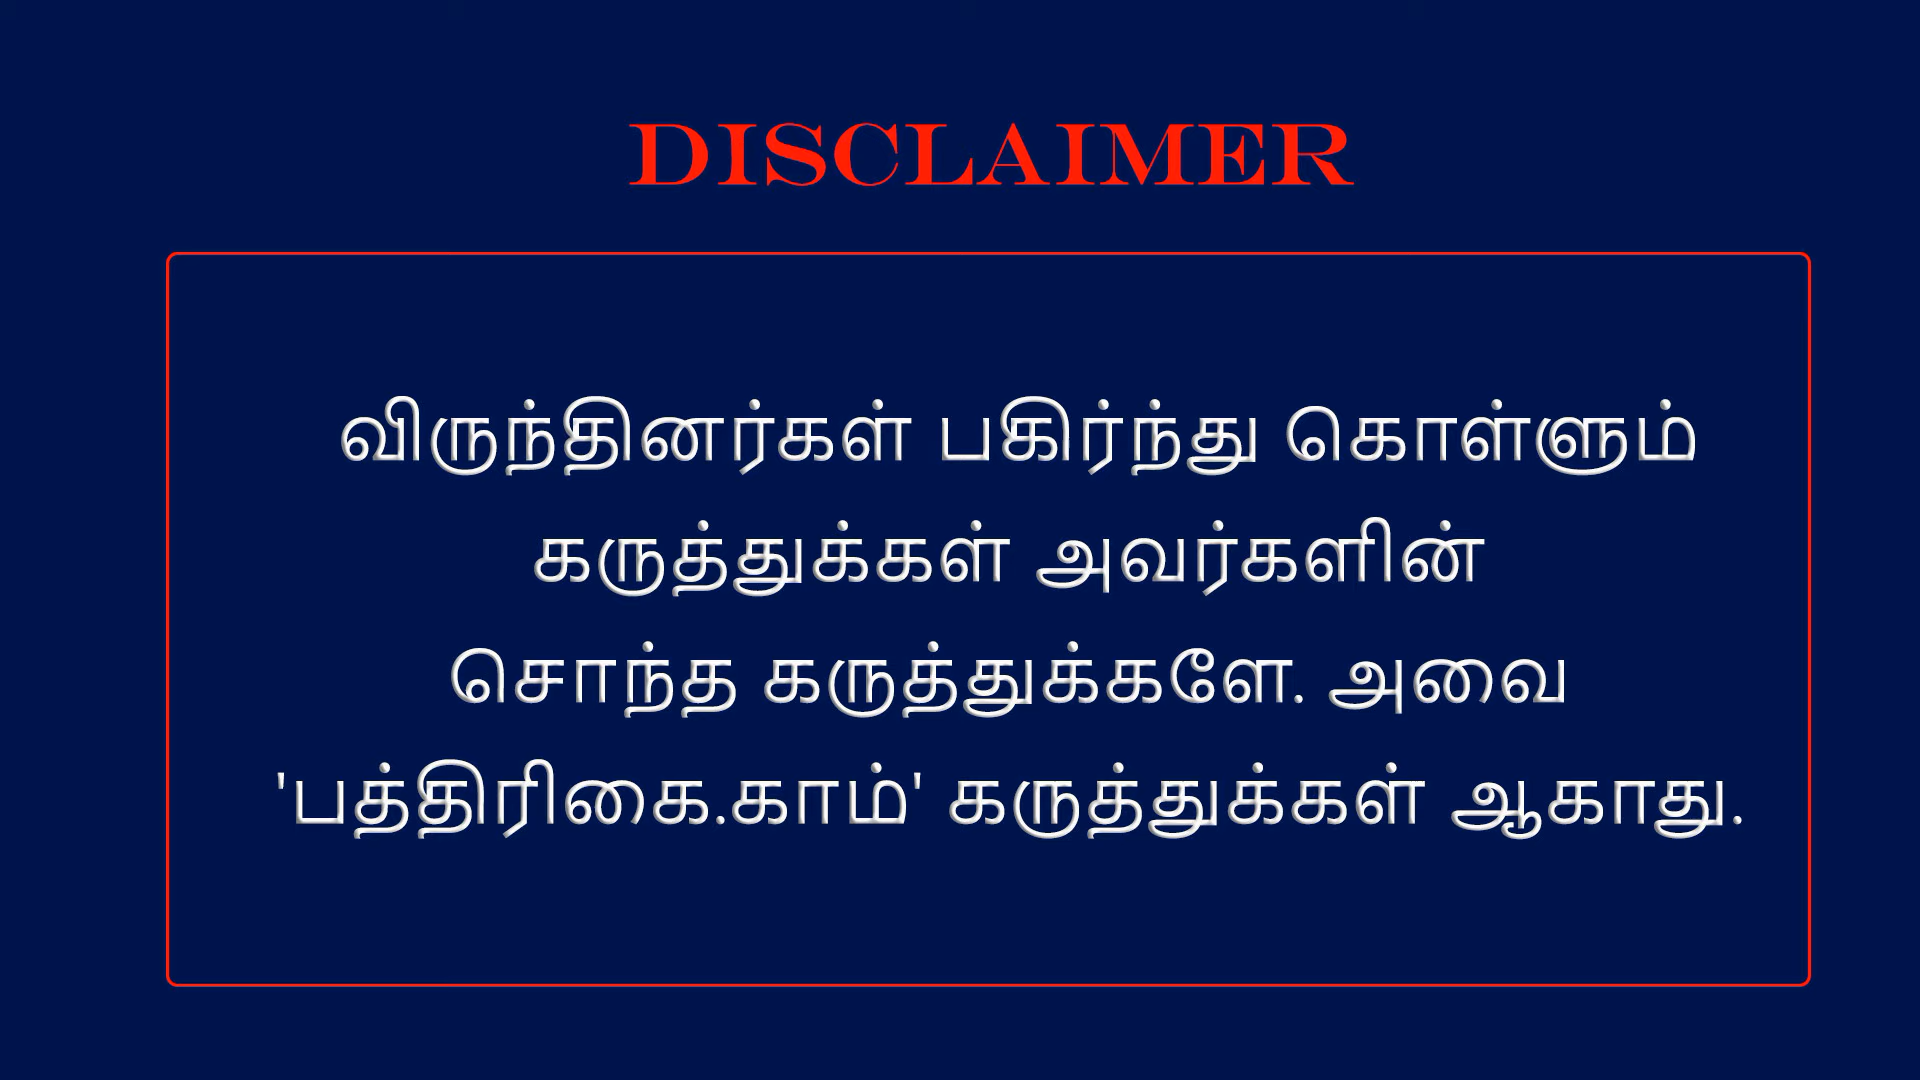 DISCLAIMER
விருந்தினர்கள் பகிர்ந்து கொள்ளும்
கருத்துக்கள் அவர்களின்
சொந்த கருத்துக்களே. அவை
'பத்திரிகை.காம்' கருத்துக்கள் ஆகாது.